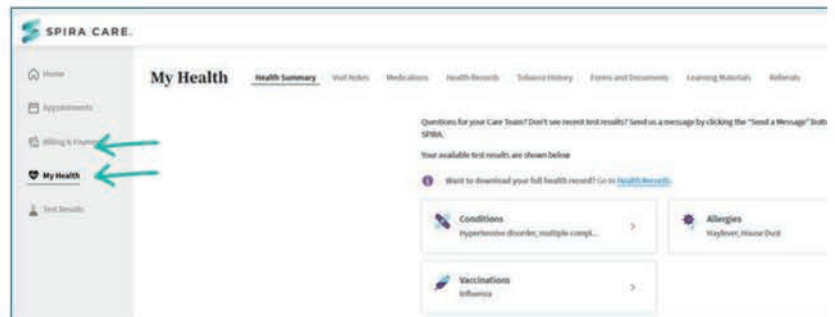 SPIRA CARE.
Home
Appointments
Billing &
My Health
Test Results
My Health
Health Summary Visit Notes Medications Health Records Tobacco History Forms and Documents Learning Materials Referrals
Questions for your Care Team? Don't see recent test results? Send us a message by clicking the "Send a Message"
SPIRA.
Your available test results are shown below
Want to download your full health record? Go to Health Records.
Conditions
Hypertensive disorder, multiple compl...
Allergies
Hayfever, House Dust
Vaccinations
Influenza